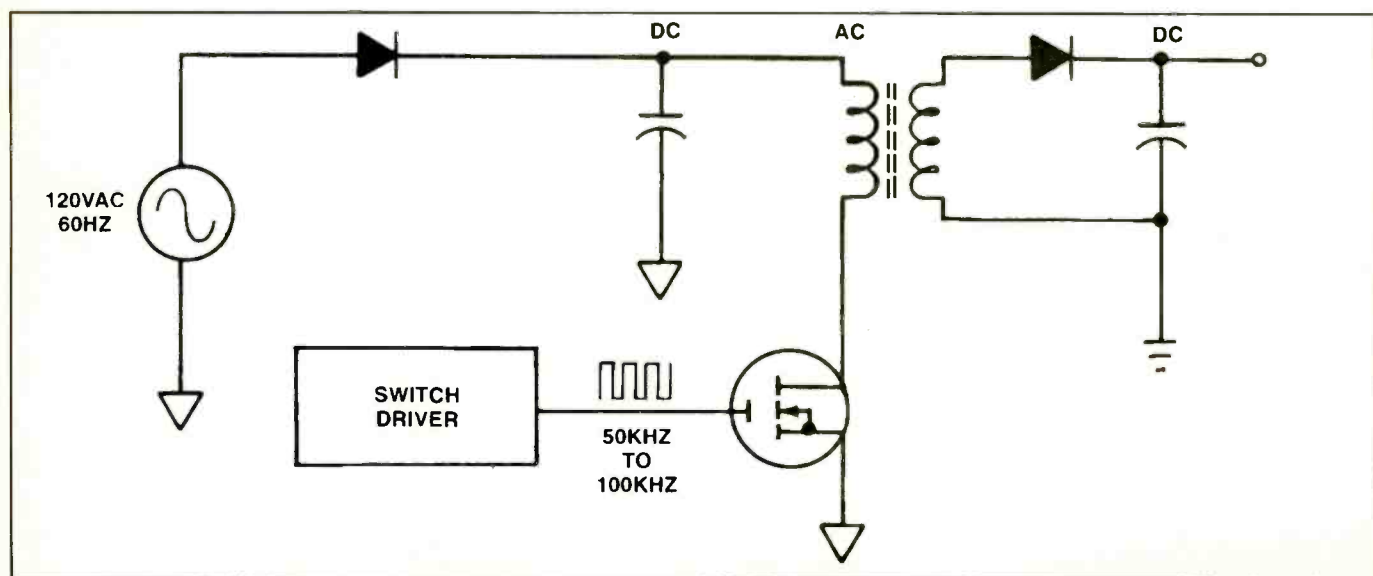 DC
AC
DC
120VAC
60HZ
SWITCH
DRIVER
50KHZ
TO
100KHZ